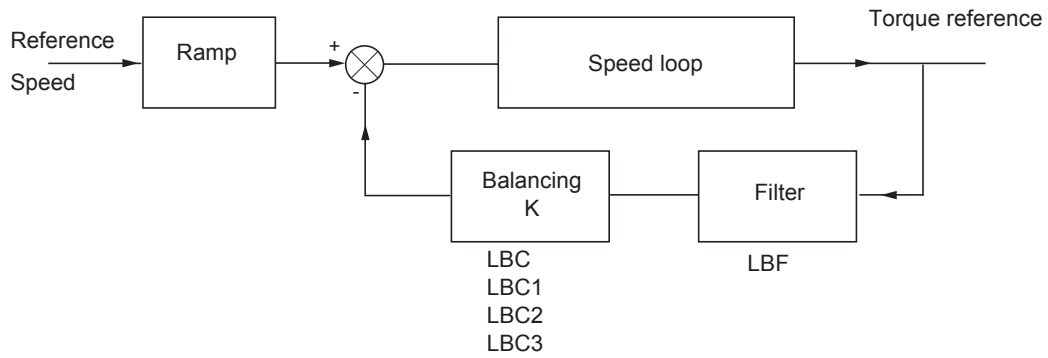 Torque reference
Reference
Speed
Ramp
+
-
Speed loop
Balancing
K
Filter
LBC
LBC1
LBC2
LBC3
LBF